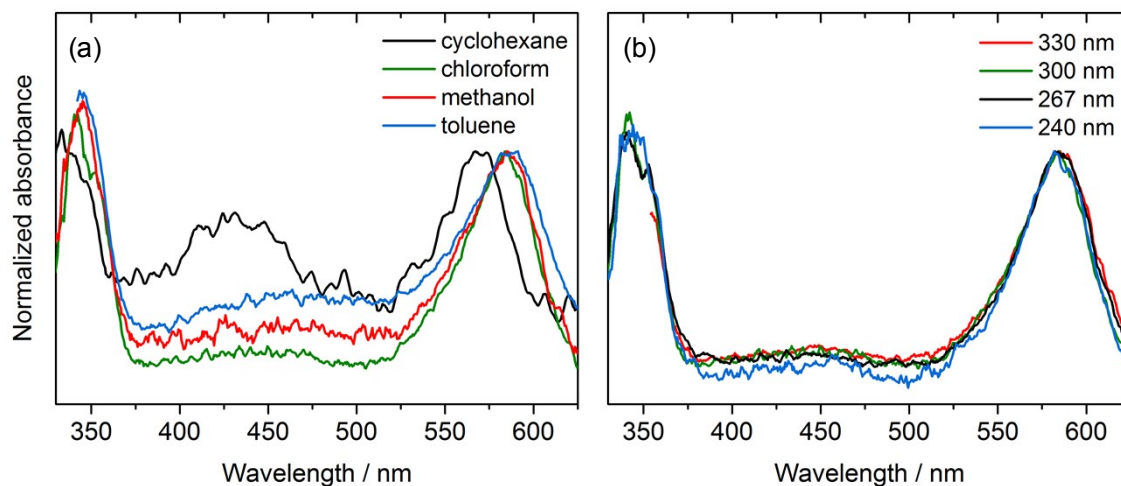 (a)
cyclohexane
chloroform
methanol
toluene
Normalized absorbance
350 400 450 500 550 600
Wavelength / nm
(b)
330 nm
300 nm
267 nm
240 nm
350 400 450 500 550 600
Wavelength / nm